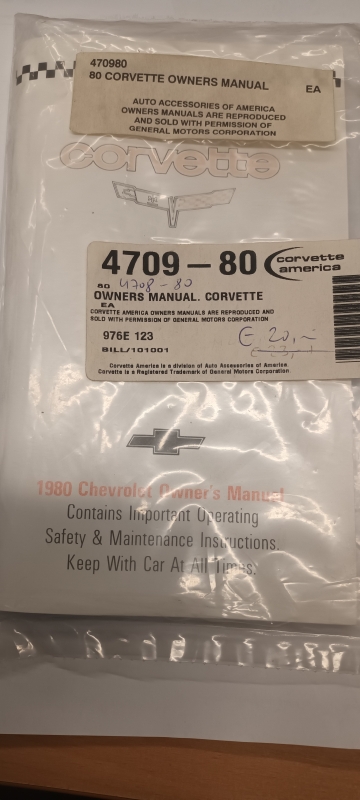 470980
80 CORVETTE OWNERS MANUAL EA
AUTO ACCESSORIES OF AMERICA
OWNERS MANUALS ARE REPRODUCED
AND SOLD WITH PERMISSION OF
GENERAL MOTORS CORPORATION
corvette
4709-80 corvette america
80 4708-80
OWNERS MANUAL. CORVETTE
EA
CORVETTE AMERICA OWNERS MANUALS ARE REPRODUCED AND
SOLD WITH PERMISSION OF GENERAL MOTORS CORPORATION
976E 123 € 20,-
BILL/101001
Corvette America is a division of Auto Accessories of America.
Corvette is a Registered Trademark of General Motors Corporation
1980 Chevrolet Owner's Manual
Contains Important Operating
Safety & Maintenance Instructions.
Keep With Car At All Times.